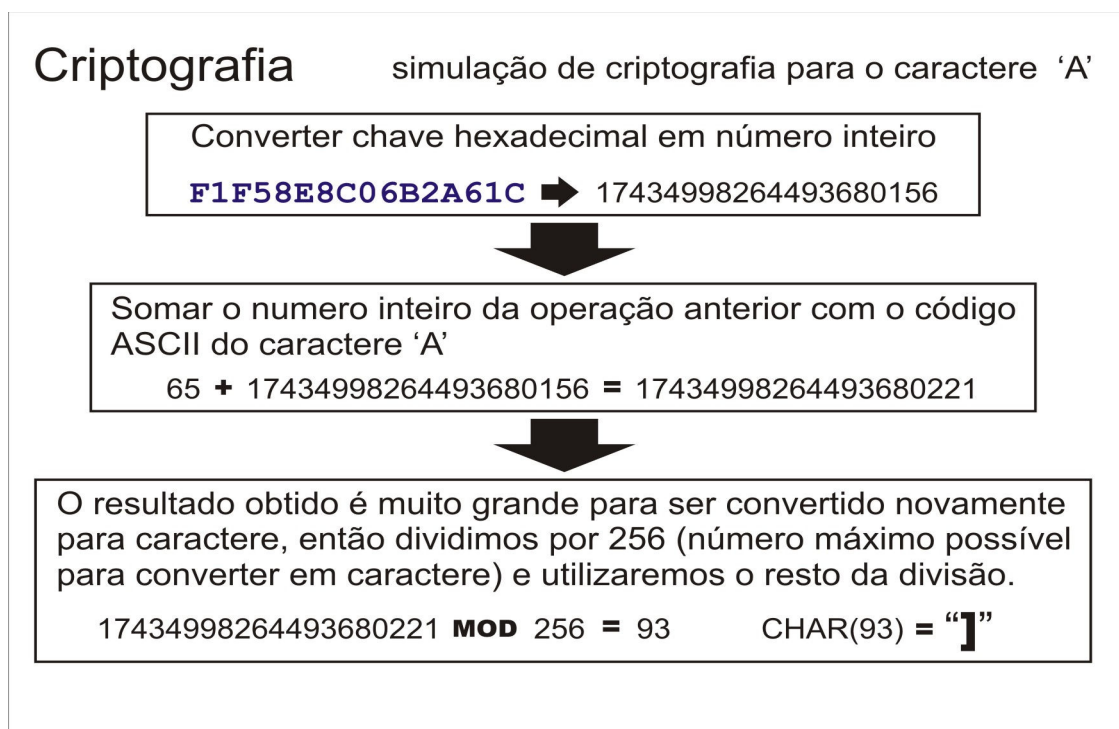 Criptografia
simulação de criptografia para o caractere ‘A’
Converter chave hexadecimal em número inteiro
F1F58E8C06B2A61C 17434998264493680156
Somar o numero inteiro da operação anterior com o código
ASCII do caractere ‘A’
65 + 17434998264493680156 = 17434998264493680221
O resultado obtido é muito grande para ser convertido novamente
para caractere, então dividimos por 256 (número máximo possível
para converter em caractere) e utilizaremos o resto da divisão.
17434998264493680221 MOD 256 = 93 CHAR(93) = “]”